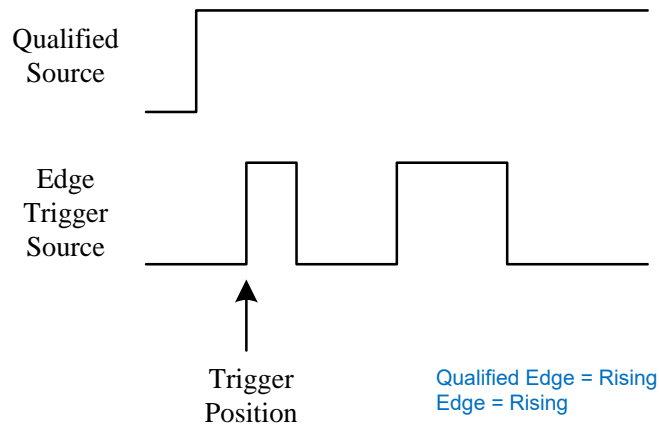 Qualified
Source
Edge
Trigger
Source
Trigger
Position
Qualified Edge = Rising
Edge = Rising